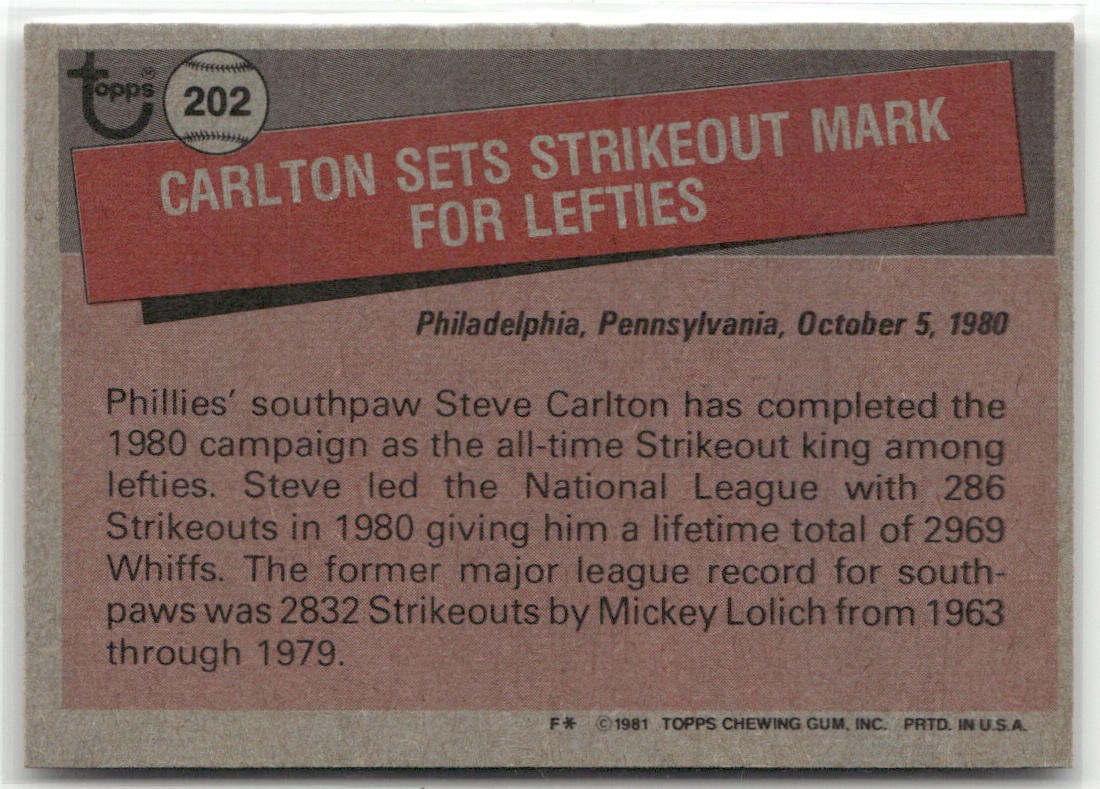 topps®
202
CARLTON SETS STRIKEOUT MARK
FOR LEFTIES
Philadelphia, Pennsylvania, October 5, 1980
Phillies' southpaw Steve Carlton has completed the
1980 campaign as the all-time Strikeout king among
lefties. Steve led the National League with 286
Strikeouts in 1980 giving him a lifetime total of 2969
Whiffs. The former major league record for south-
paws was 2832 Strikeouts by Mickey Lolich from 1963
through 1979.
F* ©1981 TOPPS CHEWING GUM, INC. PRTD. IN U.S.A.